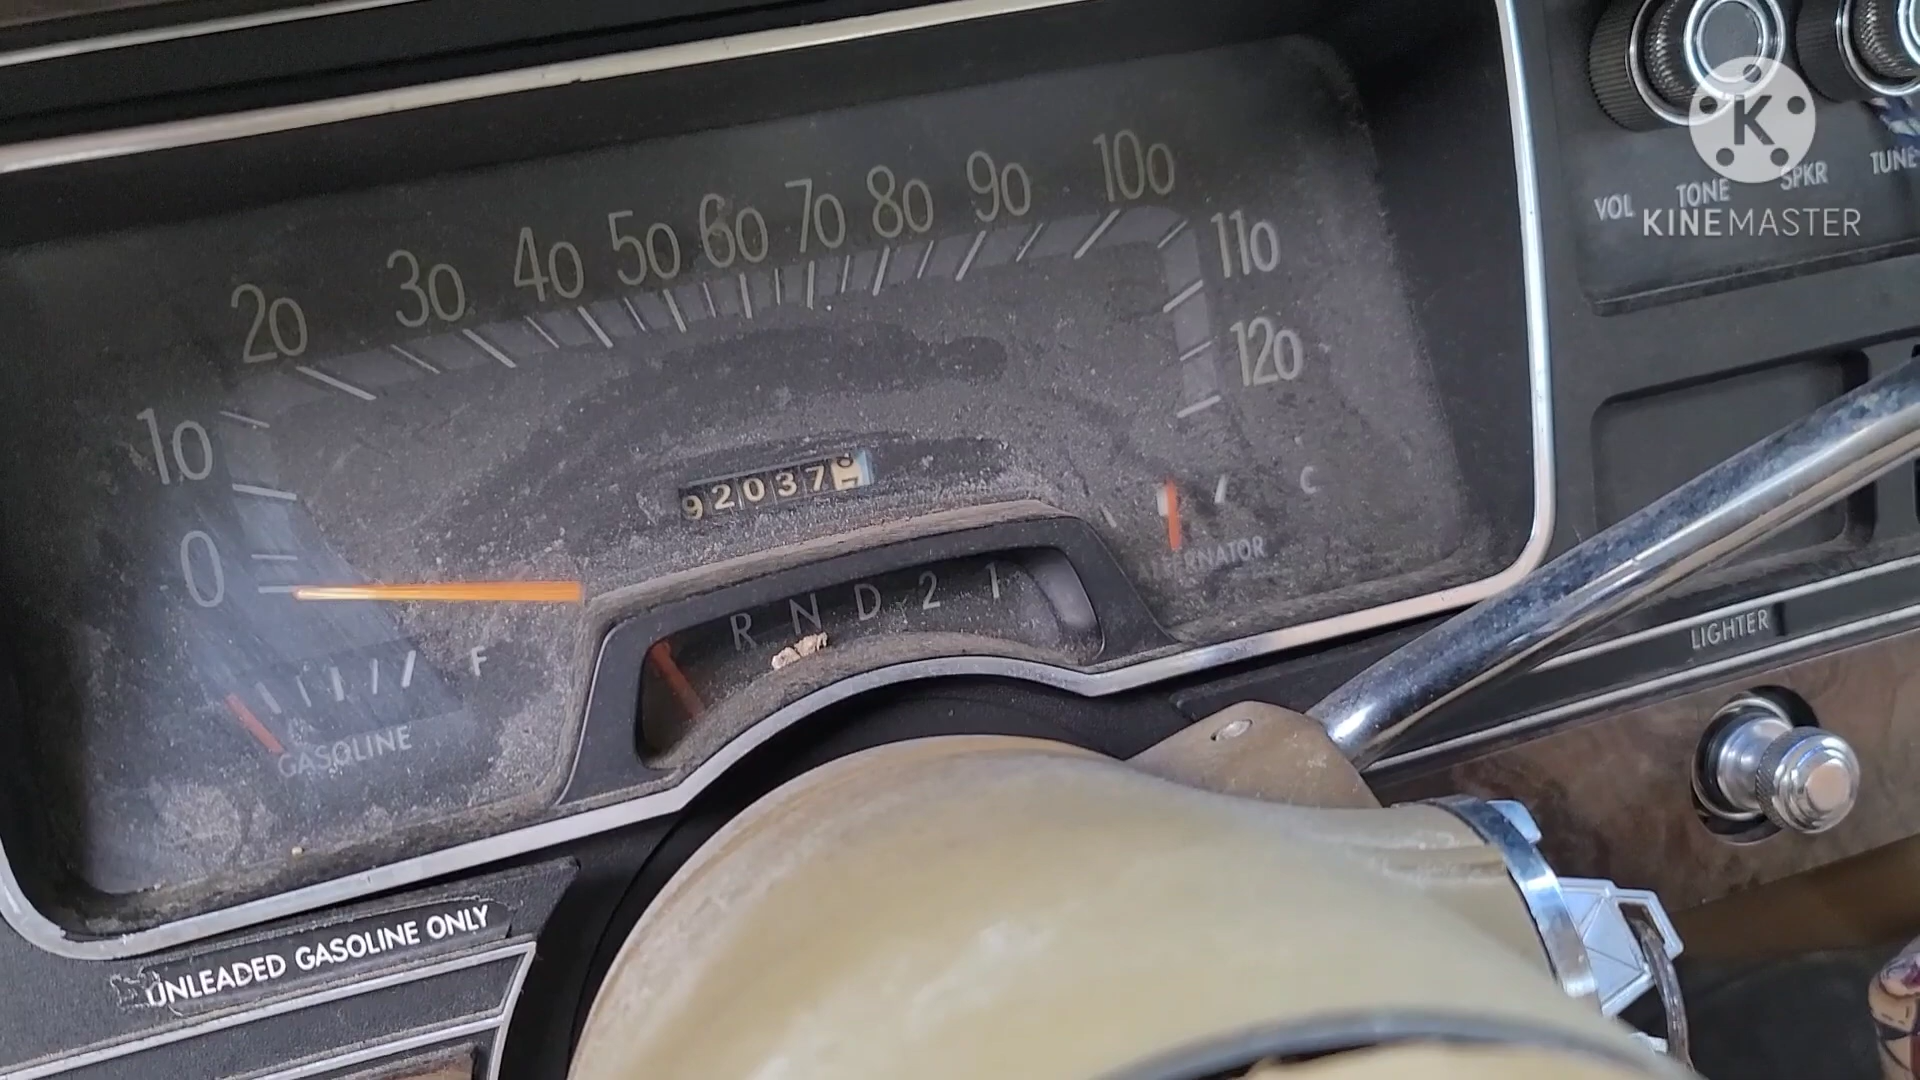 0 10 20 30 40 50 60 70 80 90 100 110 120
92037
F
GASOLINE
C
R N D 2 1
UNLEADED GASOLINE ONLY
VOL TONE SPKR TUNE
LIGHTER
K
KINEMASTER